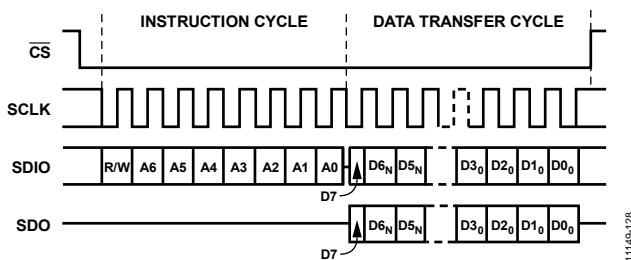 INSTRUCTION CYCLE DATA TRANSFER CYCLE
CS
SCLK
SDIO R/W A6 A5 A4 A3 A2 A1 A0 D6N D5N D30 D20 D10 D00
D7
SDO D6N D5N D30 D20 D10 D00
D7
11149-128